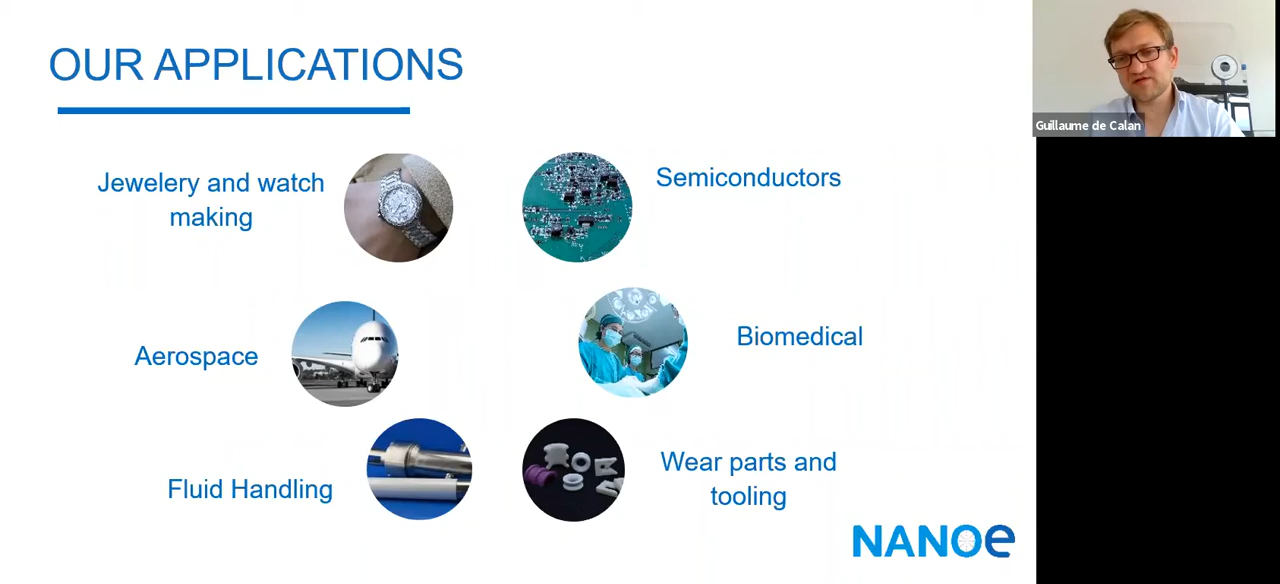 OUR APPLICATIONS
Guillaume de Calan
Jewelery and watch
making
Semiconductors
Aerospace
Biomedical
Fluid Handling
Wear parts and
tooling
NANOe